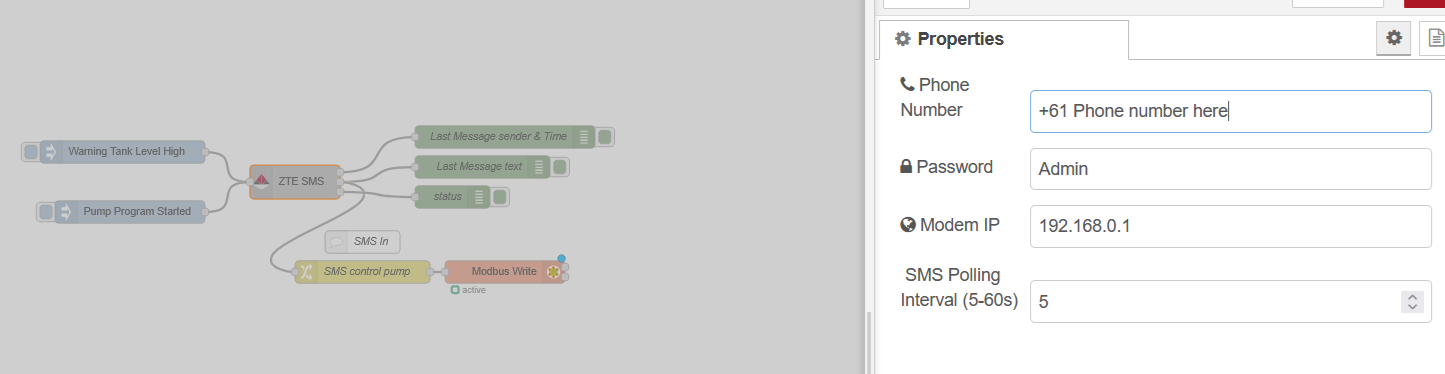 Properties
Phone
Number
+61 Phone number here
Password
Admin
Modem IP
192.168.0.1
SMS Polling
Interval (5-60s)
5
Warning Tank Level High
Pump Program Started
ZTE SMS
Last Message sender & Time
Last Message text
status
SMS In
SMS control pump
Modbus Write
active